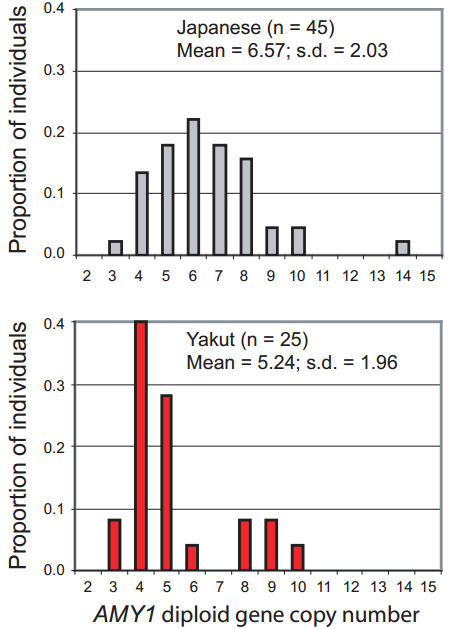 Proportion of individuals
0.4
0.3
0.2
0.1
0.0
Japanese (n = 45)
Mean = 6.57; s.d. = 2.03
2 3 4 5 6 7 8 9 10 11 12 13 14 15
Proportion of individuals
0.4
0.3
0.2
0.1
0.0
Yakut (n = 25)
Mean = 5.24; s.d. = 1.96
2 3 4 5 6 7 8 9 10 11 12 13 14 15
AMY1 diploid gene copy number